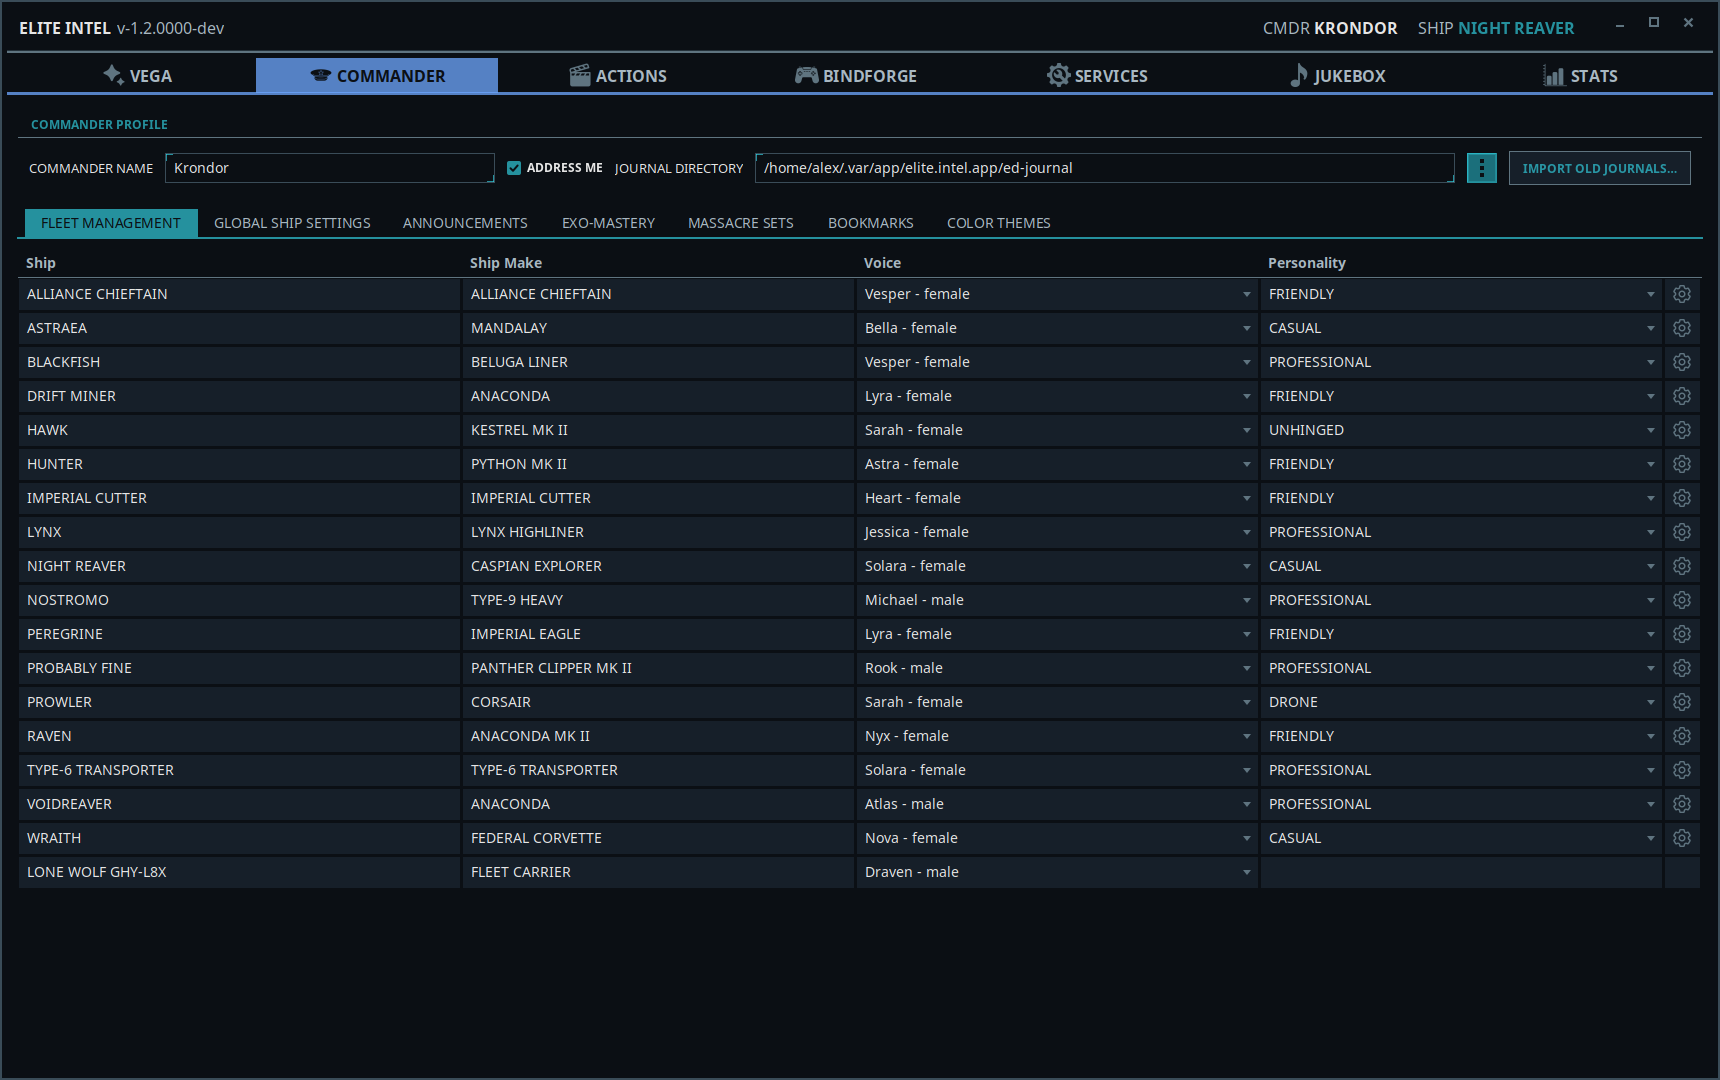 ELITE INTEL v-1.2.0000-dev CMDR KRONDOR SHIP NIGHT REAVER
VEGA COMMANDER ACTIONS BINDFORGE SERVICES JUKEBOX STATS
COMMANDER PROFILE
COMMANDER NAME Krondor ADDRESS ME JOURNAL DIRECTORY /home/alex/.var/app/elite.intel.app/ed-journal IMPORT OLD JOURNALS...
FLEET MANAGEMENT GLOBAL SHIP SETTINGS ANNOUNCEMENTS EXO-MASTERY MASSACRE SETS BOOKMARKS COLOR THEMES
Ship Ship Make Voice Personality
ALLIANCE CHIEFTAIN ALLIANCE CHIEFTAIN Vesper - female FRIENDLY
ASTRAEA MANDALAY Bella - female CASUAL
BLACKFISH BELUGA LINER Vesper - female PROFESSIONAL
DRIFT MINER ANACONDA Lyra - female FRIENDLY
HAWK KESTREL MK II Sarah - female UNHINGED
HUNTER PYTHON MK II Astra - female FRIENDLY
IMPERIAL CUTTER IMPERIAL CUTTER Heart - female FRIENDLY
LYNX LYNX HIGHLINER Jessica - female PROFESSIONAL
NIGHT REAVER CASPIAN EXPLORER Solara - female CASUAL
NOSTROMO TYPE-9 HEAVY Michael - male PROFESSIONAL
PEREGRINE IMPERIAL EAGLE Lyra - female FRIENDLY
PROBABLY FINE PANTHER CLIPPER MK II Rook - male PROFESSIONAL
PROWLER CORSAIR Sarah - female DRONE
RAVEN ANACONDA MK II Nyx - female FRIENDLY
TYPE-6 TRANSPORTER TYPE-6 TRANSPORTER Solara - female PROFESSIONAL
VOIDREAVER ANACONDA Atlas - male PROFESSIONAL
WRAITH FEDERAL CORVETTE Nova - female CASUAL
LONE WOLF GHY-L8X FLEET CARRIER Draven - male